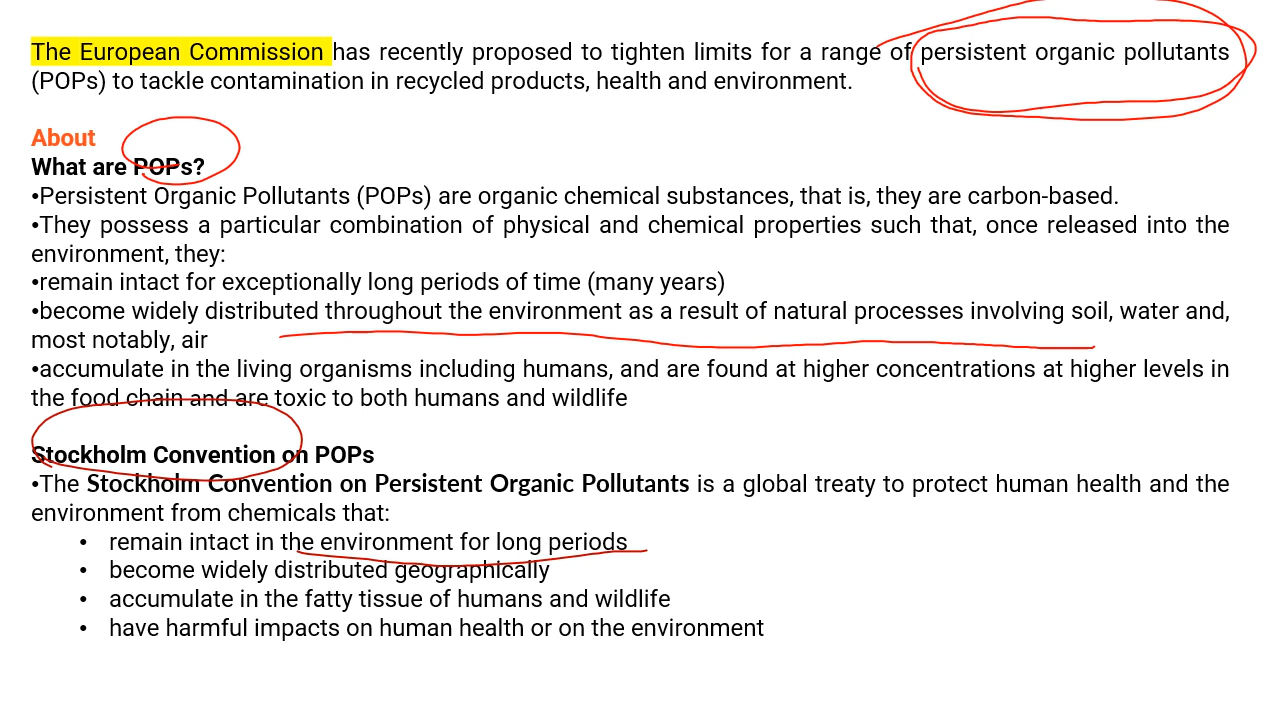 The European Commission has recently proposed to tighten limits for a range of persistent organic pollutants
(POPs) to tackle contamination in recycled products, health and environment.
About
What are POPs?
•Persistent Organic Pollutants (POPs) are organic chemical substances, that is, they are carbon-based.
•They possess a particular combination of physical and chemical properties such that, once released into the
environment, they:
•remain intact for exceptionally long periods of time (many years)
•become widely distributed throughout the environment as a result of natural processes involving soil, water and,
most notably, air
•accumulate in the living organisms including humans, and are found at higher concentrations at higher levels in
the food chain and are toxic to both humans and wildlife
Stockholm Convention on POPs
•The Stockholm Convention on Persistent Organic Pollutants is a global treaty to protect human health and the
environment from chemicals that:
• remain intact in the environment for long periods
• become widely distributed geographically
• accumulate in the fatty tissue of humans and wildlife
• have harmful impacts on human health or on the environment